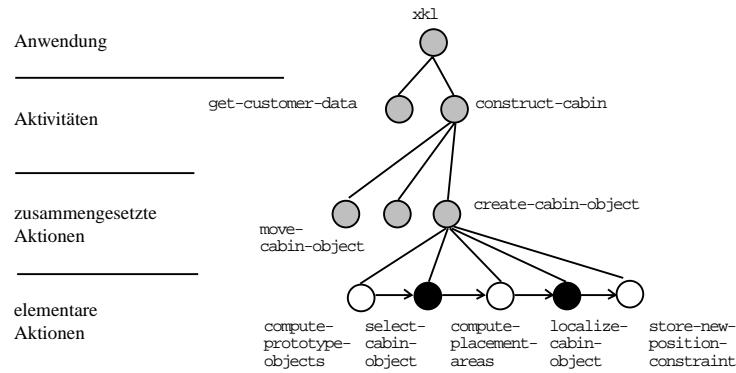 xkl
Anwendung
get-customer-data
construct-cabin
Aktivitäten
create-cabin-object
zusammengesetzte
Aktionen
move-
cabin-object
elementare
Aktionen
compute-
prototype-
objects
select-
cabin-
object
compute-
placement-
areas
localize-
cabin-
object
store-new-
position-
constraint